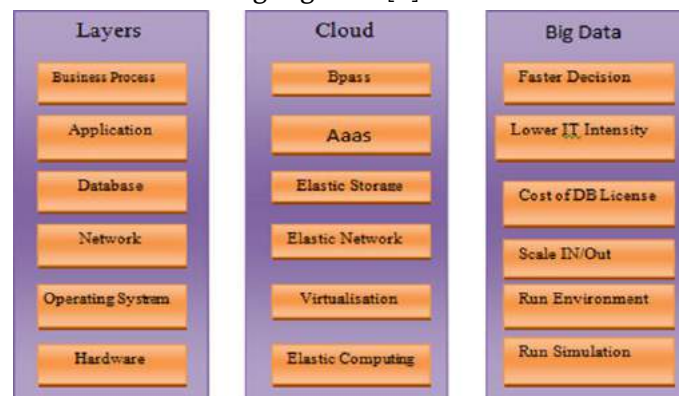 Layers
Business Process
Application
Database
Network
Operating System
Hardware
Cloud
Bpass
Aaas
Elastic Storage
Elastic Network
Virtualisation
Elastic Computing
Big Data
Faster Decision
Lower IT Intensity
Cost of DB License
Scale IN/Out
Run Environment
Run Simulation